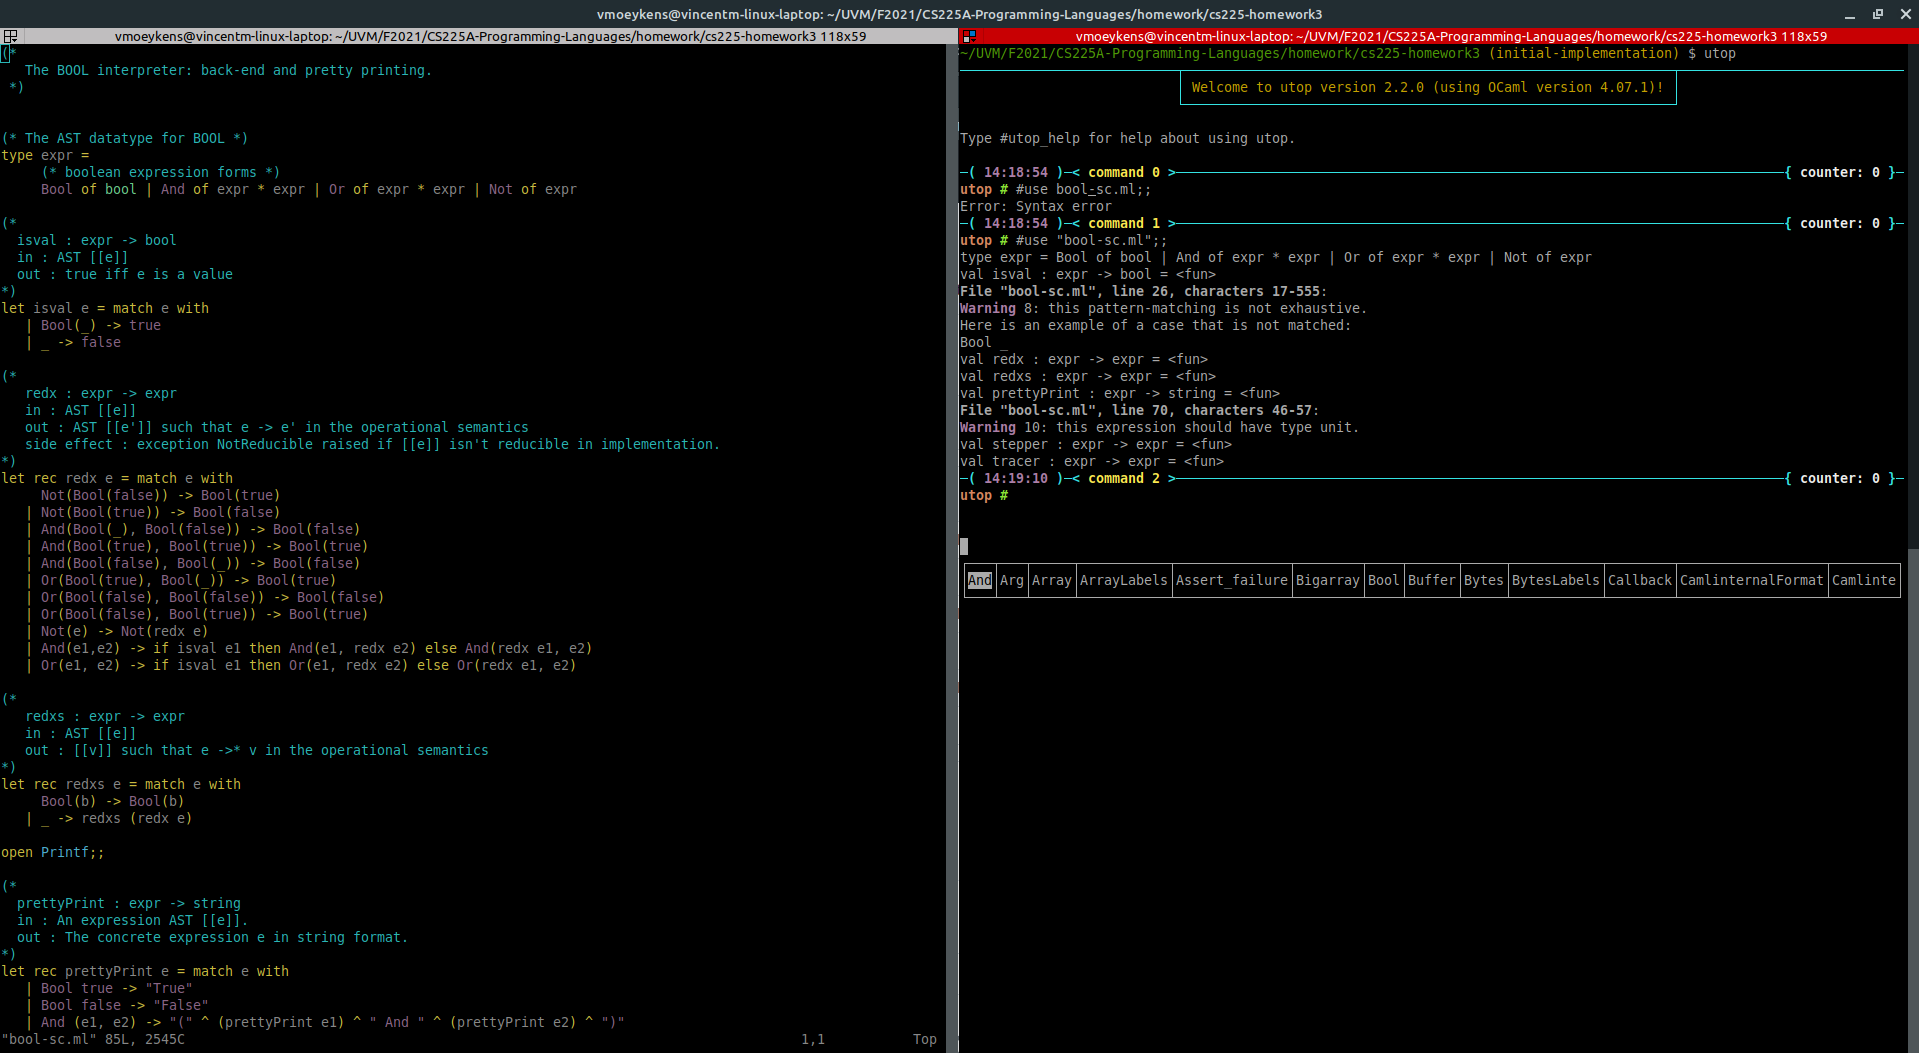 vmoeykens@vincentm-linux-laptop: ~/UVM/F2021/CS225A-Programming-Languages/homework/cs225-homework3
vmoeykens@vincentm-linux-laptop: ~/UVM/F2021/CS225A-Programming-Languages/homework/cs225-homework3 118x59
(*
   The BOOL interpreter: back-end and pretty printing.
 *)
(* The AST datatype for BOOL *)
type expr =
     (* boolean expression forms *)
     Bool of bool | And of expr * expr | Or of expr * expr | Not of expr
(*
  isval : expr -> bool
  in : AST [[e]]
  out : true iff e is a value
*)
let isval e = match e with
   | Bool(_) -> true
   | _ -> false
(*
   redx : expr -> expr
   in : AST [[e]]
   out : AST [[e']] such that e -> e' in the operational semantics
   side effect : exception NotReducible raised if [[e]] isn't reducible in implementation.
*)
let rec redx e = match e with
     Not(Bool(false)) -> Bool(true)
   | Not(Bool(true)) -> Bool(false)
   | And(Bool(_), Bool(false)) -> Bool(false)
   | And(Bool(true), Bool(true)) -> Bool(true)
   | And(Bool(false), Bool(_)) -> Bool(false)
   | Or(Bool(true), Bool(_)) -> Bool(true)
   | Or(Bool(false), Bool(false)) -> Bool(false)
   | Or(Bool(false), Bool(true)) -> Bool(true)
   | Not(e) -> Not(redx e)
   | And(e1,e2) -> if isval e1 then And(e1, redx e2) else And(redx e1, e2)
   | Or(e1, e2) -> if isval e1 then Or(e1, redx e2) else Or(redx e1, e2)
(*
   redxs : expr -> expr
   in : AST [[e]]
   out : [[v]] such that e ->* v in the operational semantics
*)
let rec redxs e = match e with
     Bool(b) -> Bool(b)
   | _ -> redxs (redx e)
open Printf;;
(*
  prettyPrint : expr -> string
  in : An expression AST [[e]].
  out : The concrete expression e in string format.
*)
let rec prettyPrint e = match e with
   | Bool true -> "True"
   | Bool false -> "False"
   | And (e1, e2) -> "(" ^ (prettyPrint e1) ^ " And " ^ (prettyPrint e2) ^ ")"
"bool-sc.ml" 85L, 2545C 1,1 Top
vmoeykens@vincentm-linux-laptop: ~/UVM/F2021/CS225A-Programming-Languages/homework/cs225-homework3 118x59
~/UVM/F2021/CS225A-Programming-Languages/homework/cs225-homework3 (initial-implementation) $ utop
Welcome to utop version 2.2.0 (using OCaml version 4.07.1)!
Type #utop_help for help about using utop.
─( 14:18:54 )─< command 0 >─{ counter: 0 }─
utop # #use bool-sc.ml;;
Error: Syntax error
─( 14:18:54 )─< command 1 >─{ counter: 0 }─
utop # #use "bool-sc.ml";;
type expr = Bool of bool | And of expr * expr | Or of expr * expr | Not of expr
val isval : expr -> bool = <fun>
File "bool-sc.ml", line 26, characters 17-555:
Warning 8: this pattern-matching is not exhaustive.
Here is an example of a case that is not matched:
Bool _
val redx : expr -> expr = <fun>
val redxs : expr -> expr = <fun>
val prettyPrint : expr -> string = <fun>
File "bool-sc.ml", line 70, characters 46-57:
Warning 10: this expression should have type unit.
val stepper : expr -> expr = <fun>
val tracer : expr -> expr = <fun>
─( 14:19:10 )─< command 2 >─{ counter: 0 }─
utop #
And Arg Array ArrayLabels Assert_failure Bigarray Bool Buffer Bytes BytesLabels Callback CamlinternalFormat Camlinte